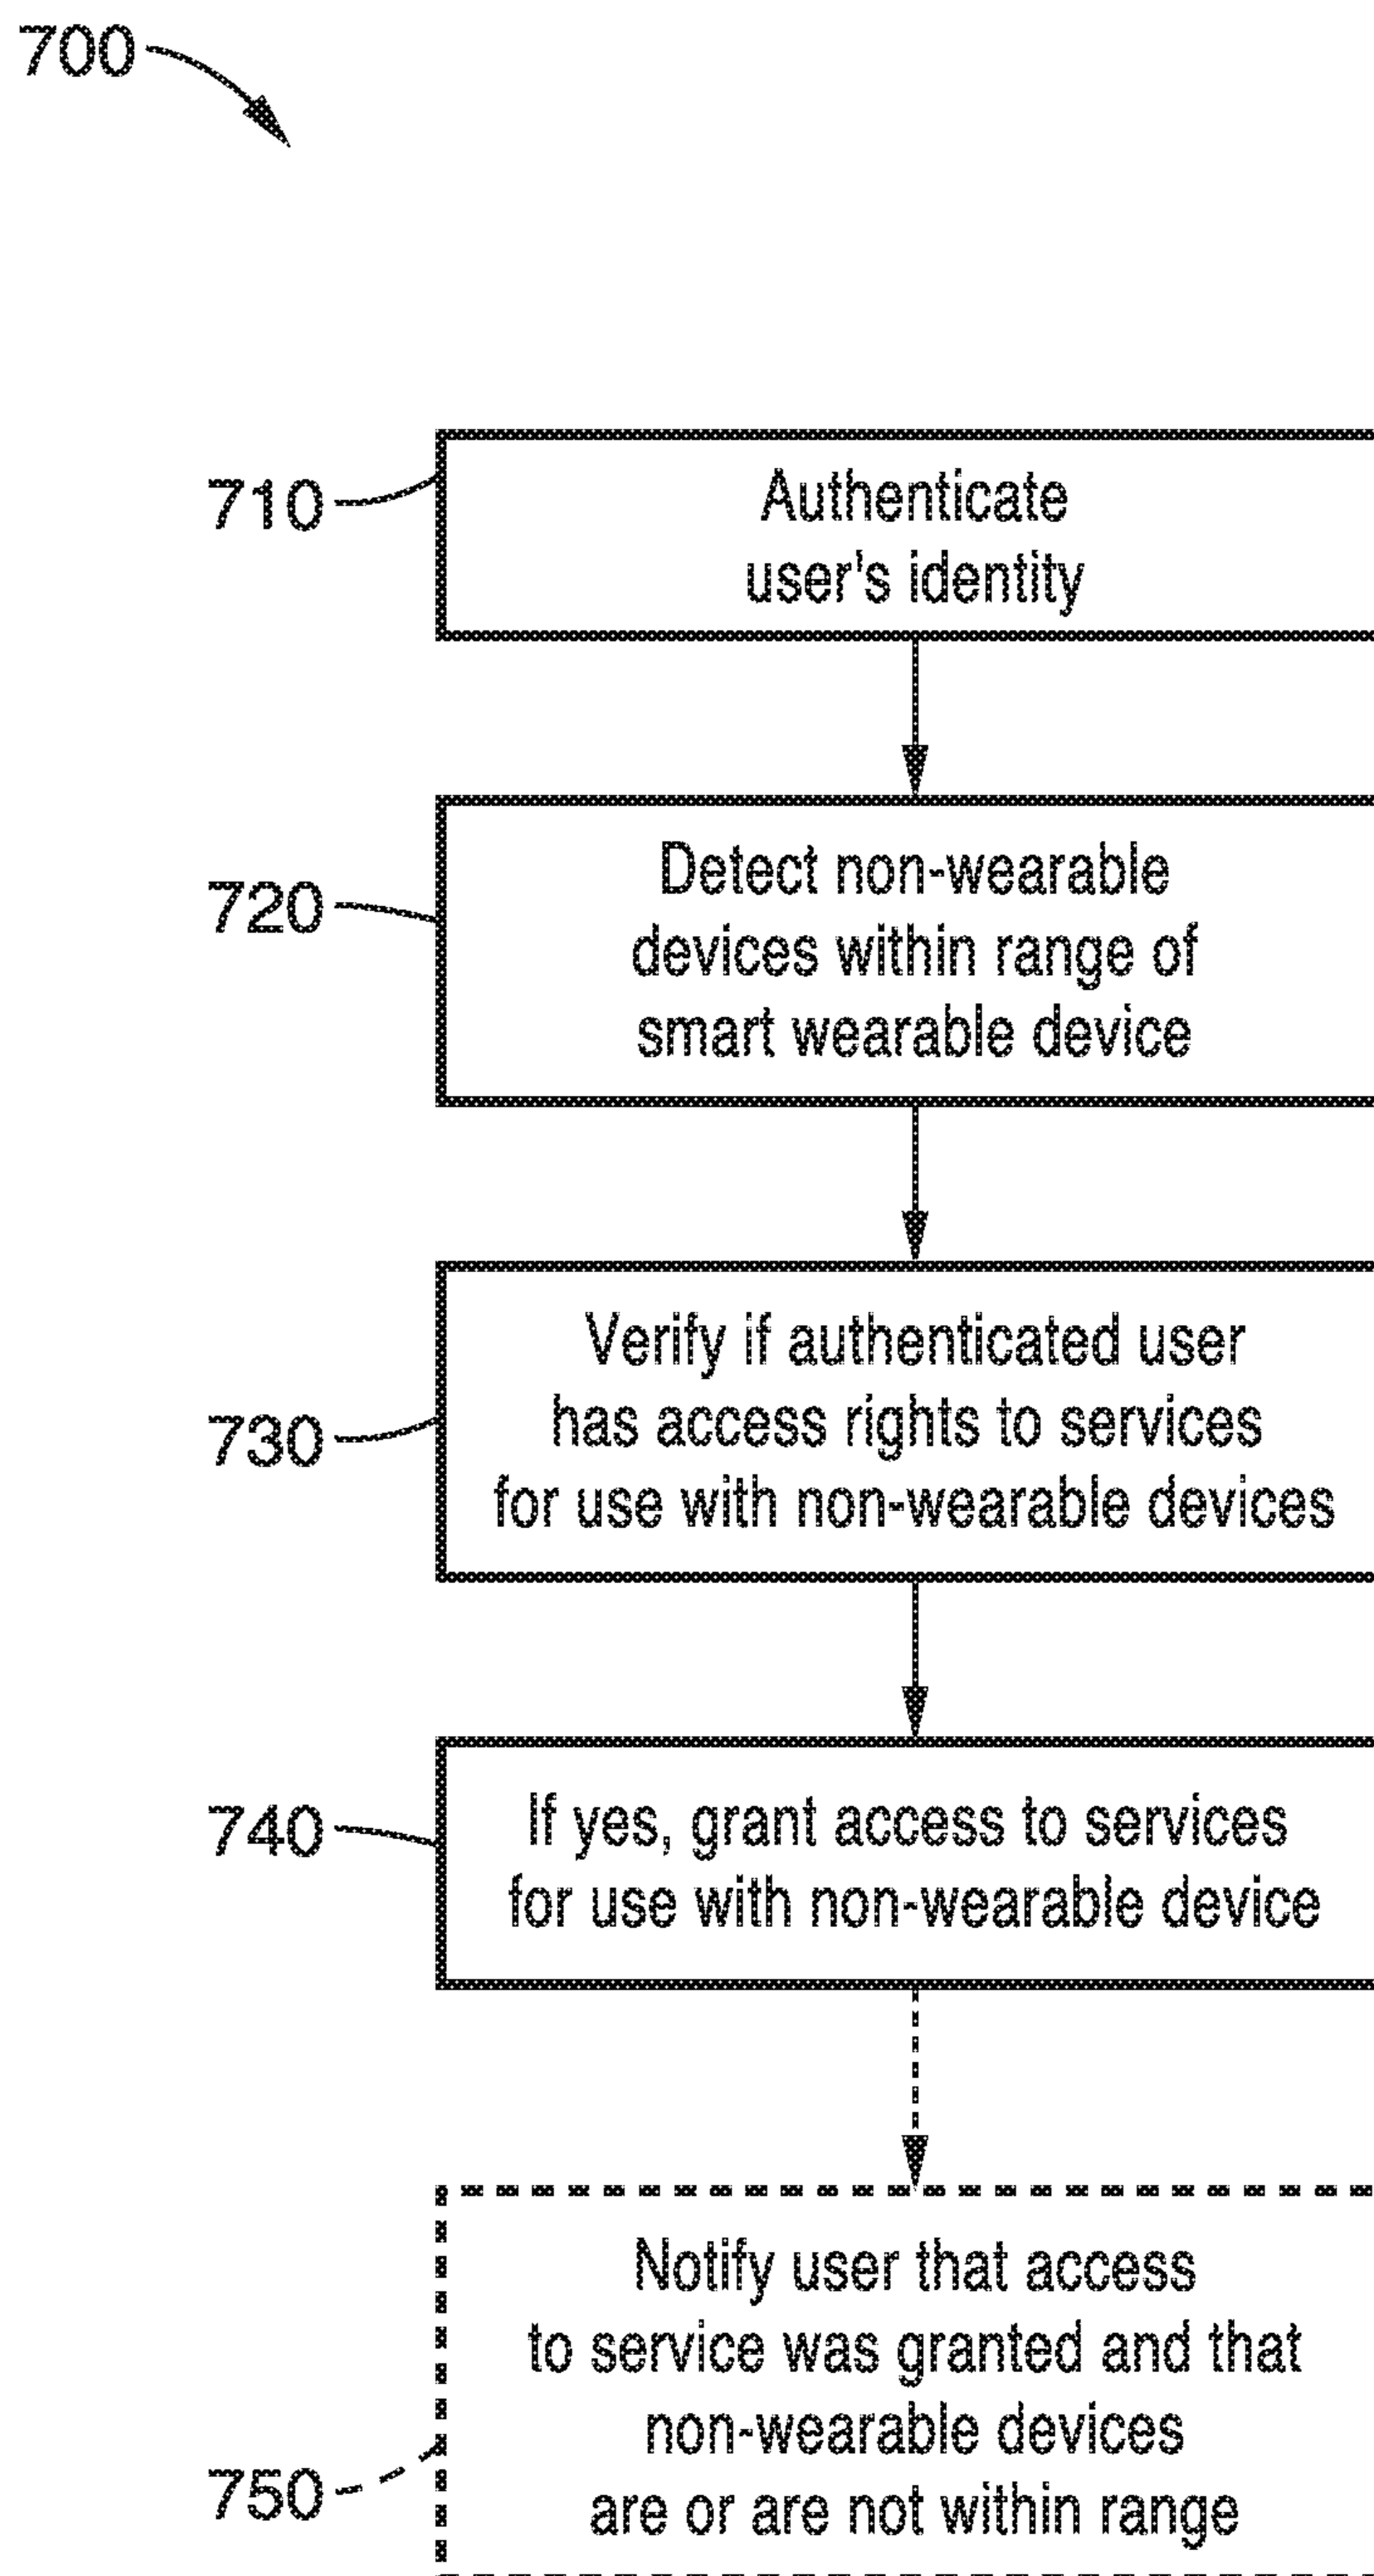 700
710
Authenticate
user's identity
720
Detect non-wearable
devices within range of
smart wearable device
730
Verify if authenticated user
has access rights to services
for use with non-wearable devices
740
If yes, grant access to services
for use with non-wearable device
750
Notify user that access
to service was granted and that
non-wearable devices
are or are not within range